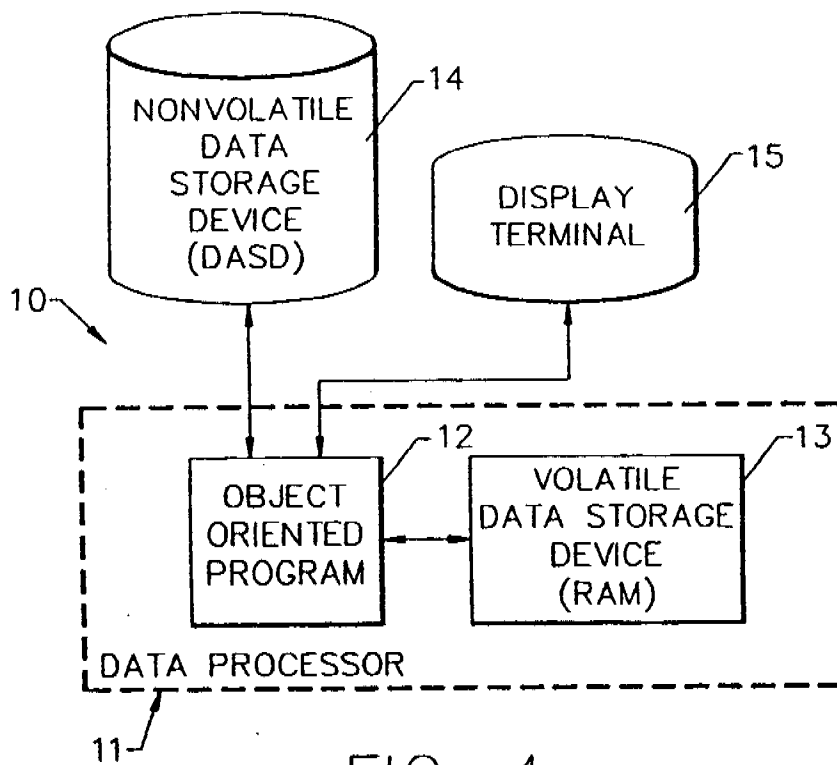 NONVOLATILE
DATA
STORAGE
DEVICE
(DASD)
14
DISPLAY
TERMINAL
15
10
OBJECT
ORIENTED
PROGRAM
12
VOLATILE
DATA STORAGE
DEVICE
(RAM)
13
DATA PROCESSOR
11